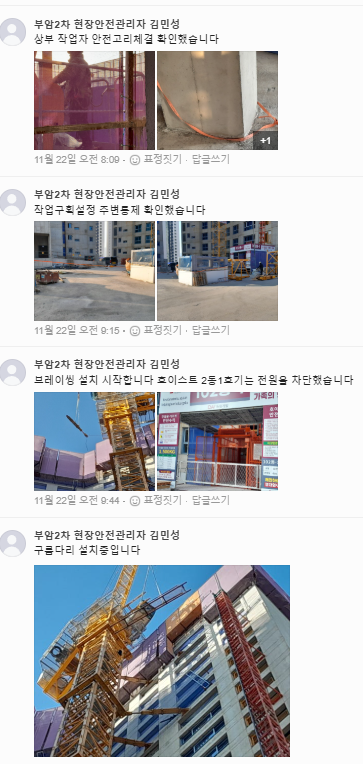 부암2차 현장안전관리자 김민성
상부 작업자 안전고리체결 확인했습니다
+1
11월 22일 오전 8:09 · 표정짓기 · 답글쓰기
부암2차 현장안전관리자 김민성
작업구획설정 주변통제 확인했습니다
11월 22일 오전 9:15 · 표정짓기 · 답글쓰기
부암2차 현장안전관리자 김민성
브레이씽 설치 시작합니다 호이스트 2동1호기는 전원을 차단했습니다
11월 22일 오전 9:44 · 표정짓기 · 답글쓰기
부암2차 현장안전관리자 김민성
구름다리 설치중입니다